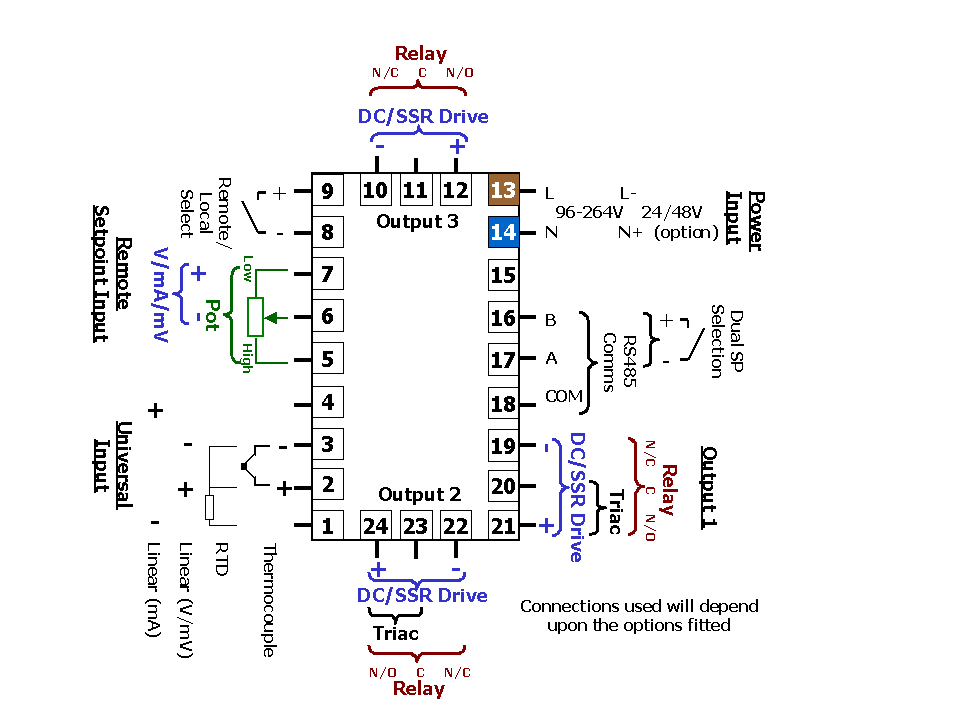 Relay
N/C C N/O
DC/SSR Drive
- +
9 10 11 12 13
Output 3
8 14
7 15
6 16
5 17
4 18
3 19
2 20
Output 2
1 24 23 22 21
+ -
DC/SSR Drive
Triac
N/O C N/C
Relay
Remote
Setpoint Input
V/mA/mV
+ -
Pot
Low
High
Remote/
Local
Select
+
-
Universal
Input
+
-
Linear (mA)
-
+
Linear (V/mV)
RTD
-
+
Thermocouple
Power
Input
L L-
96-264V 24/48V
N N+ (option)
B
A
COM
RS485
Comms
+
-
Dual SP
Selection
Output 1
-
+
DC/SSR Drive
Triac
N/C C N/O
Relay
Connections used will depend
upon the options fitted